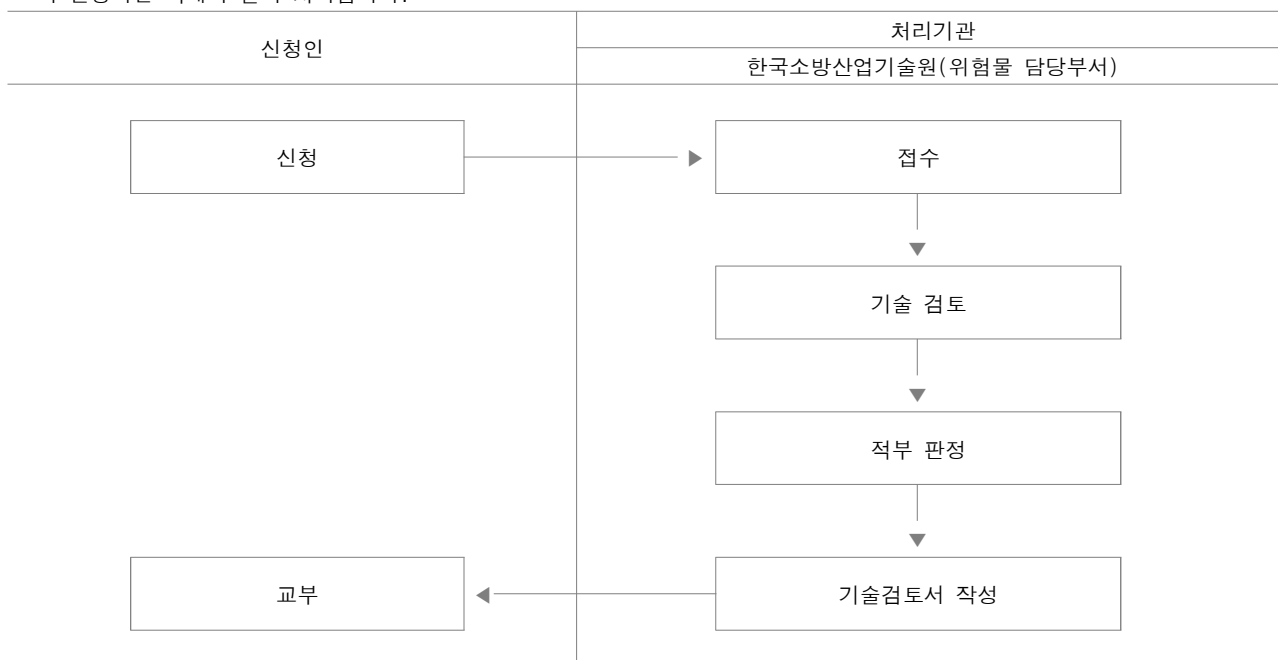 신청인
처리기관
한국소방산업기술원(위험물 담당부서)
신청
접수
기술 검토
적부 판정
교부
기술검토서 작성